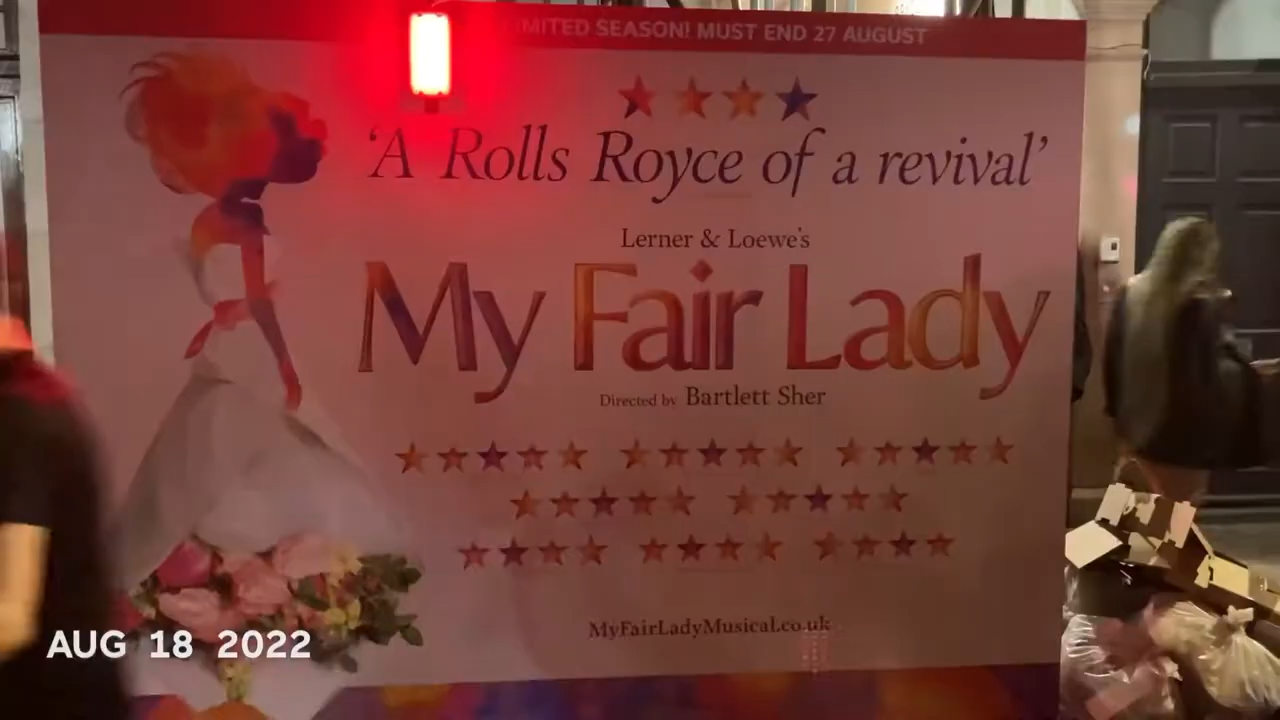 LIMITED SEASON! MUST END 27 AUGUST
‘A Rolls Royce of a revival’
Lerner & Loewe's
My Fair Lady
Directed by Bartlett Sher
MyFairLadyMusical.co.uk
AUG 18 2022